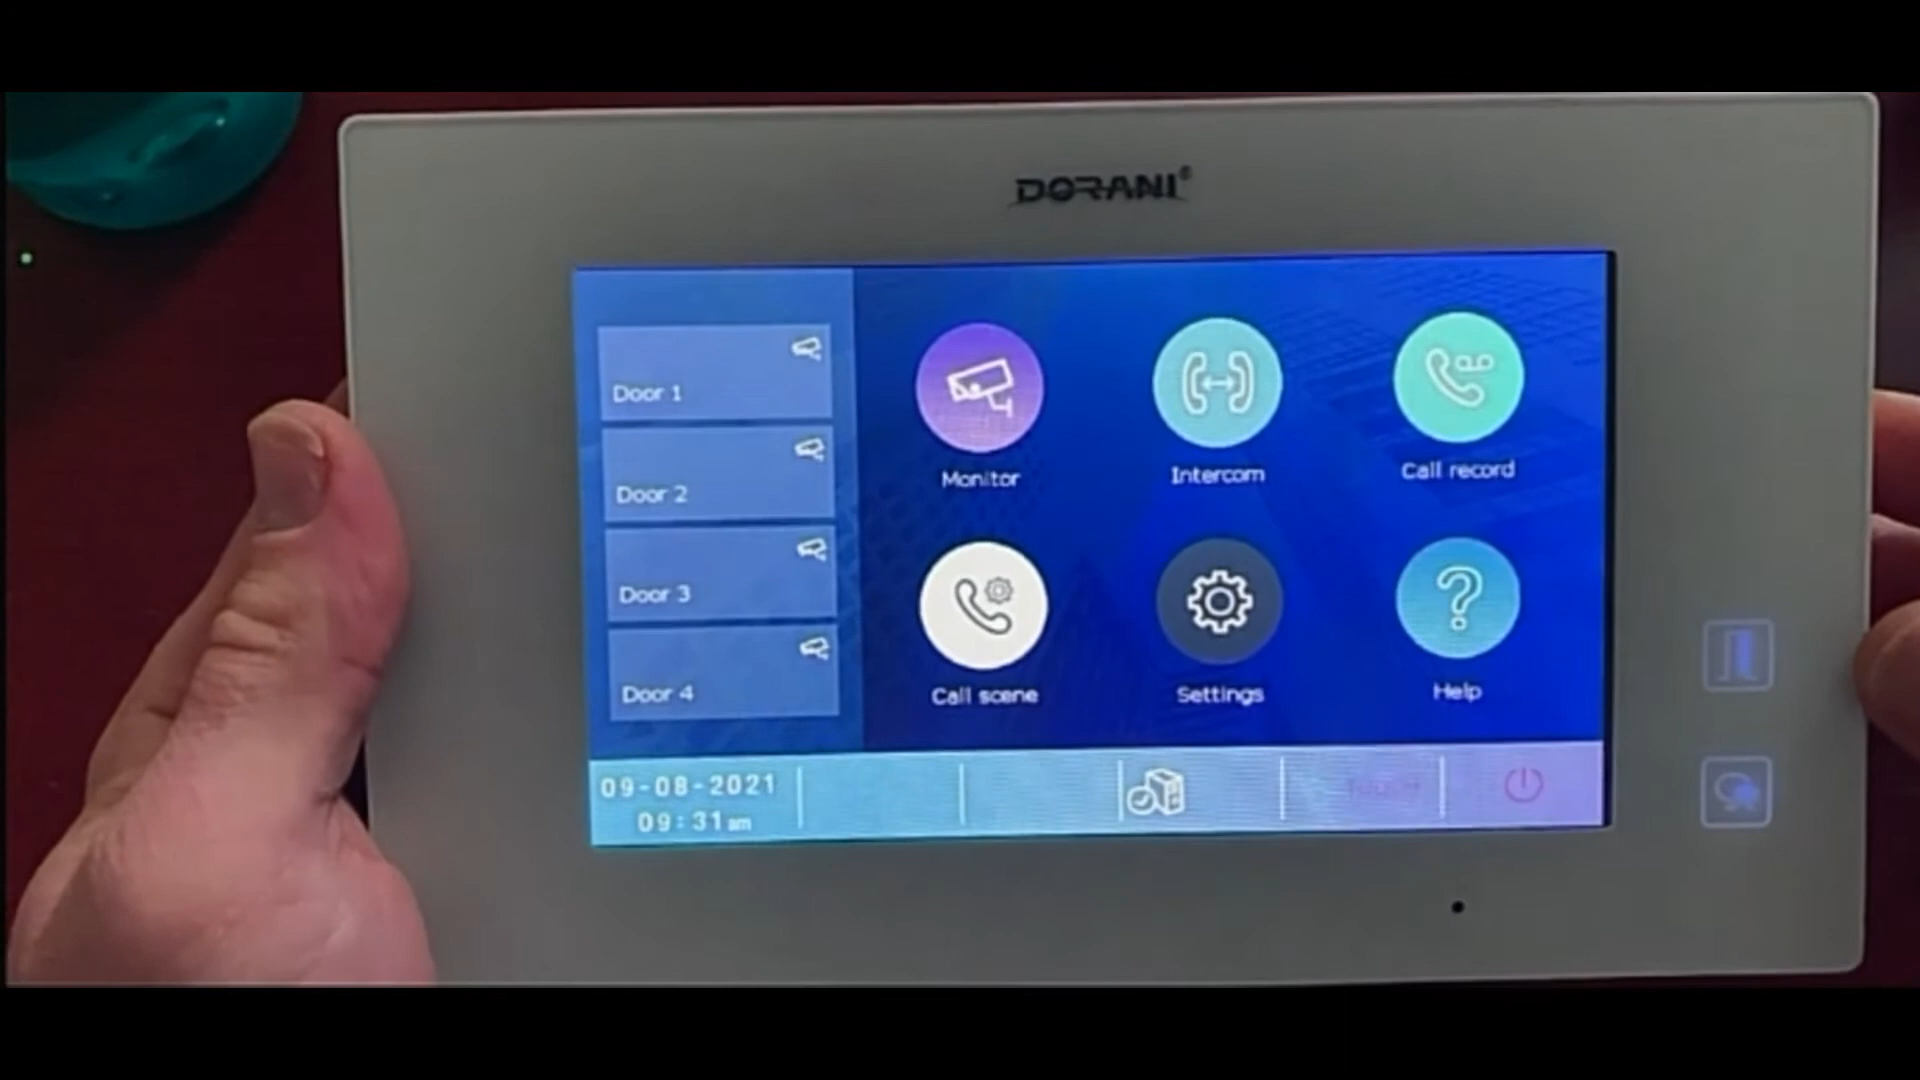 DORANI®
Door 1
Door 2
Door 3
Door 4
Monitor
Intercom
Call record
Call scene
Settings
Help
09-08-2021
09:31 am